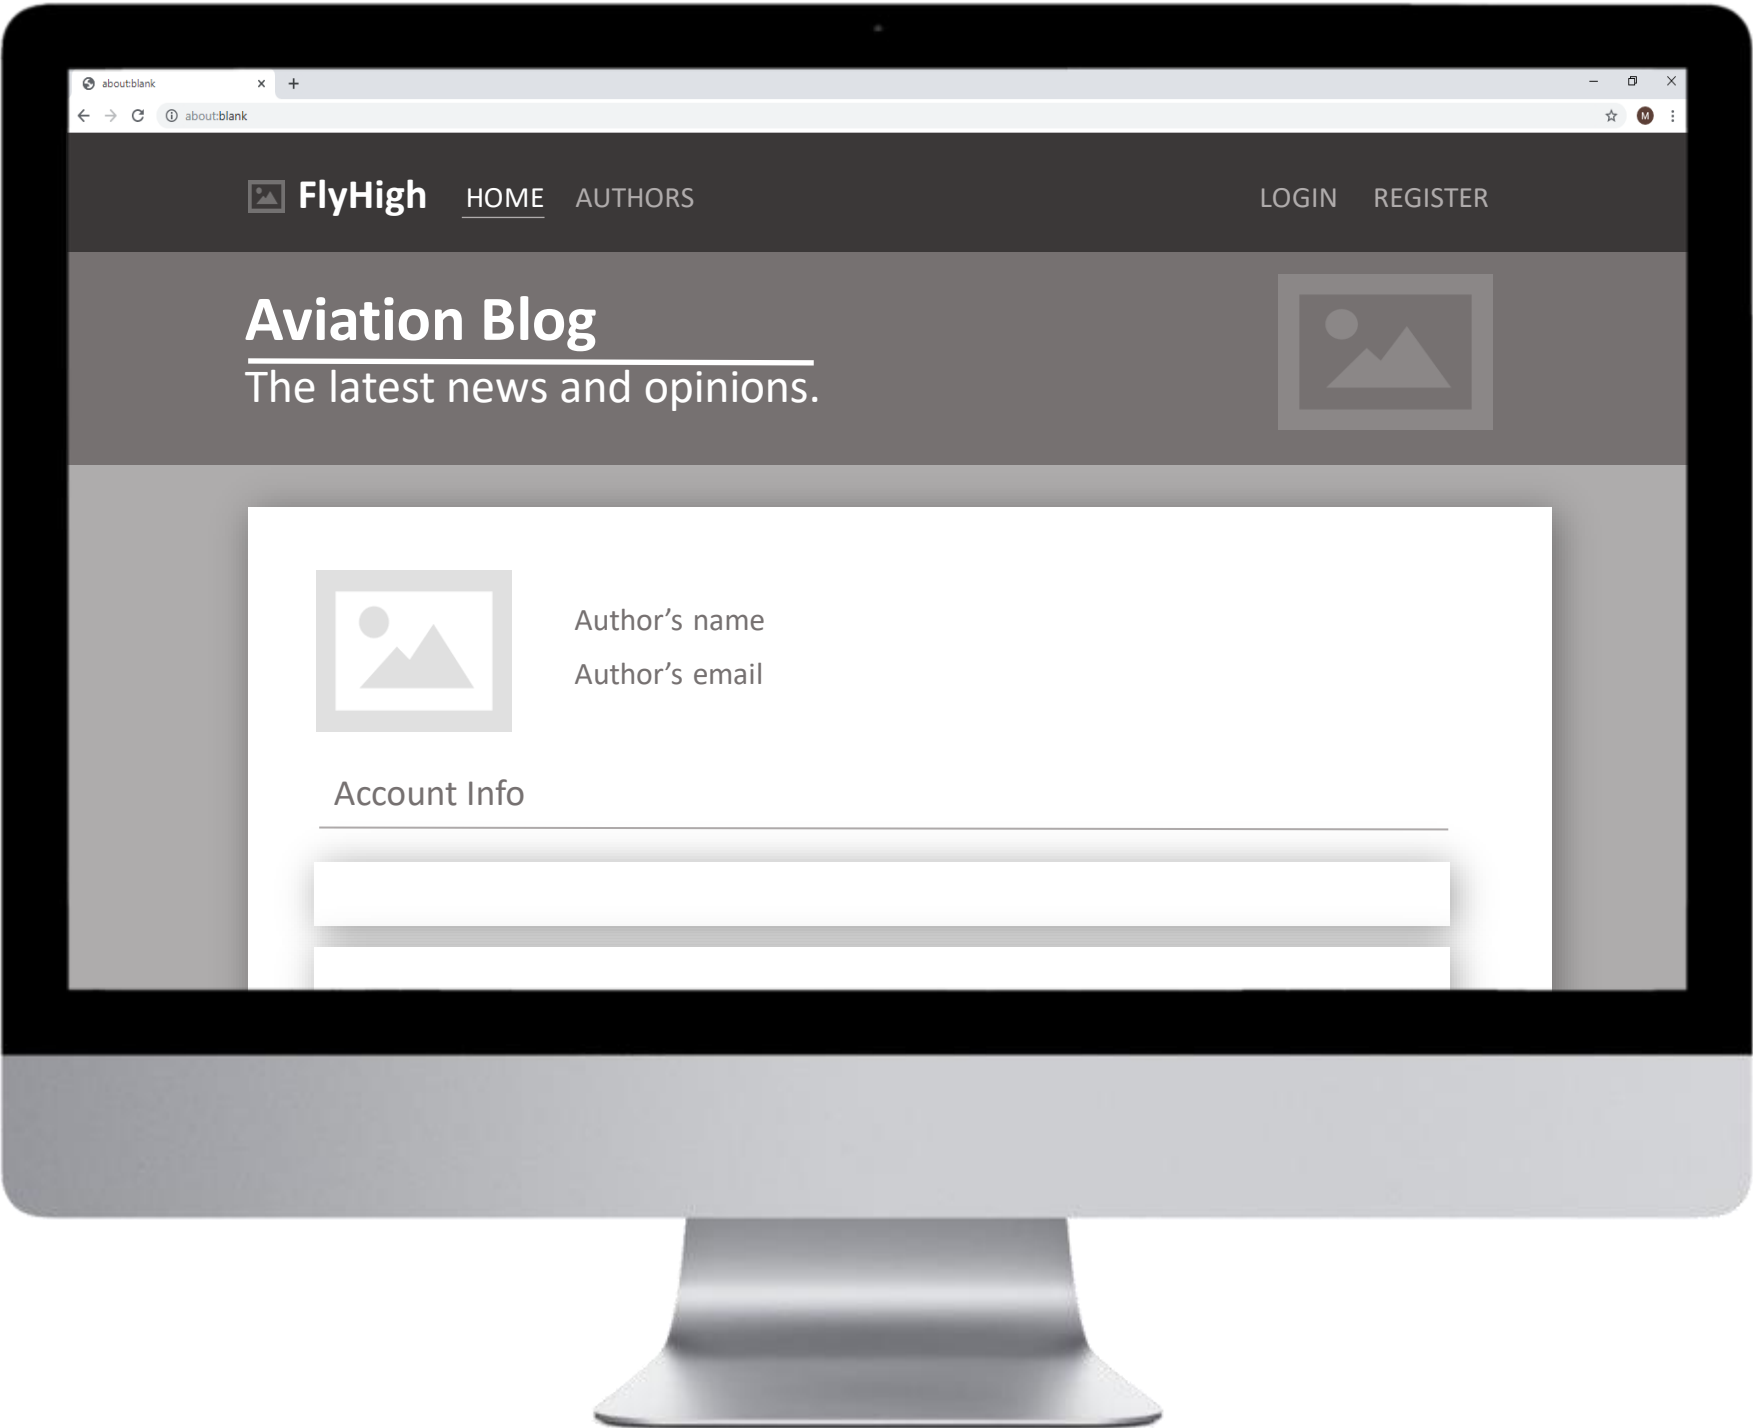 about:blank
about:blank
M
FlyHigh HOME AUTHORS LOGIN REGISTER
Aviation Blog
The latest news and opinions.
Author’s name
Author’s email
Account Info